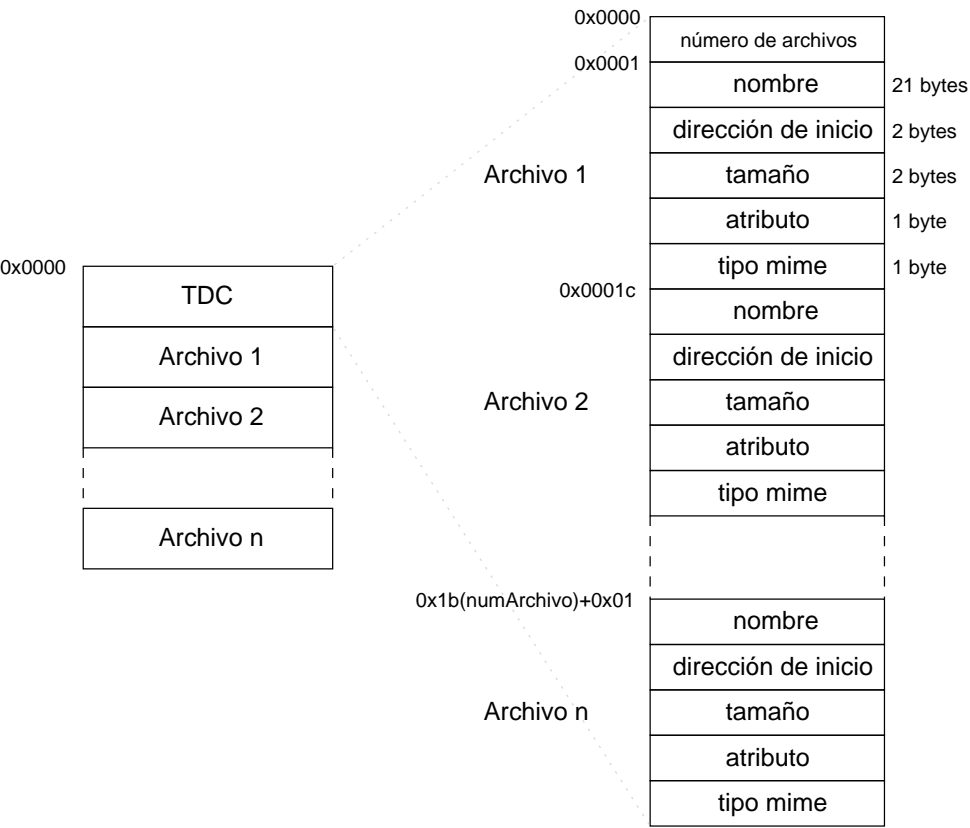 0x0000
TDC
Archivo 1
Archivo 2
Archivo n
0x0000
número de archivos
0x0001
nombre
21 bytes
dirección de inicio
2 bytes
Archivo 1
tamaño
2 bytes
atributo
1 byte
tipo mime
1 byte
0x0001c
nombre
dirección de inicio
Archivo 2
tamaño
atributo
tipo mime
0x1b(numArchivo)+0x01
nombre
dirección de inicio
Archivo n
tamaño
atributo
tipo mime